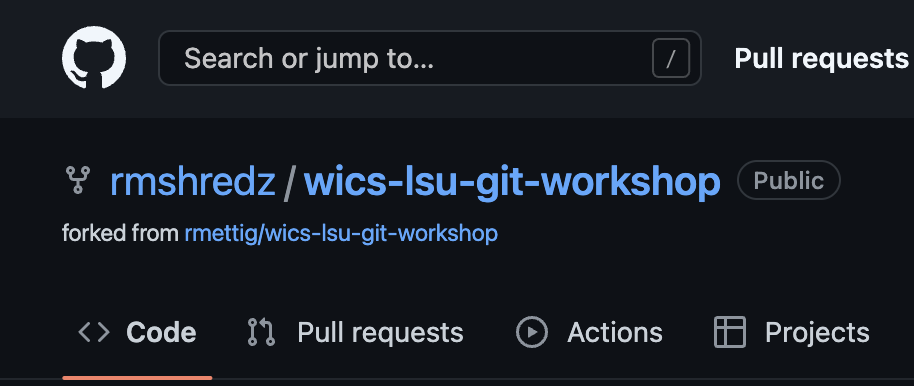 Search or jump to... / Pull requests
rmshredz / wics-lsu-git-workshop Public
forked from rmettig/wics-lsu-git-workshop
Code Pull requests Actions Projects